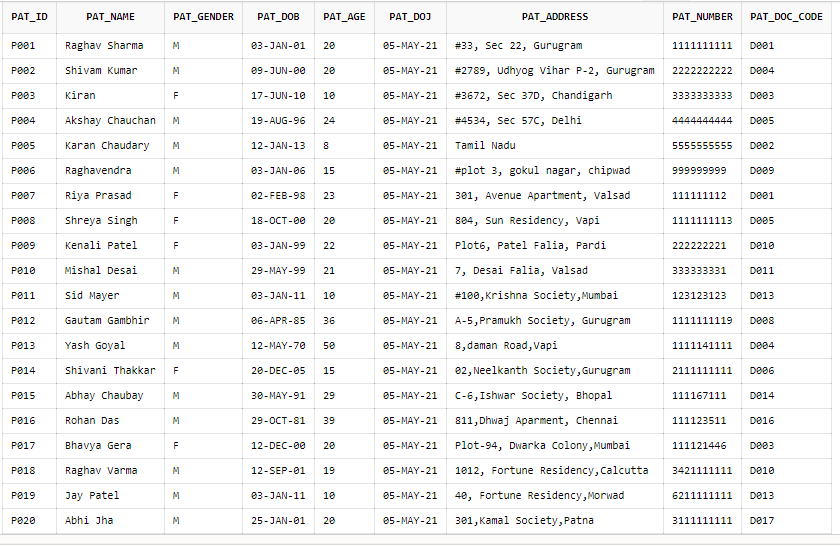 PAT_ID PAT_NAME PAT_GENDER PAT_DOB PAT_AGE PAT_DOJ PAT_ADDRESS PAT_NUMBER PAT_DOC_CODE
P001 Raghav Sharma M 03-JAN-01 20 05-MAY-21 #33, Sec 22, Gurugram 1111111111 D001
P002 Shivam Kumar M 09-JUN-00 20 05-MAY-21 #2789, Udhyog Vihar P-2, Gurugram 2222222222 D004
P003 Kiran F 17-JUN-10 10 05-MAY-21 #3672, Sec 37D, Chandigarh 3333333333 D003
P004 Akshay Chauchan M 19-AUG-96 24 05-MAY-21 #4534, Sec 57C, Delhi 4444444444 D005
P005 Karan Chaudary M 12-JAN-13 8 05-MAY-21 Tamil Nadu 5555555555 D002
P006 Raghavendra M 03-JAN-06 15 05-MAY-21 #plot 3, gokul nagar, chipwad 999999999 D009
P007 Riya Prasad F 02-FEB-98 23 05-MAY-21 301, Avenue Apartment, Valsad 111111112 D001
P008 Shreya Singh F 18-OCT-00 20 05-MAY-21 804, Sun Residency, Vapi 1111111113 D005
P009 Kenali Patel F 03-JAN-99 22 05-MAY-21 Plot6, Patel Falia, Pardi 222222221 D010
P010 Mishal Desai M 29-MAY-99 21 05-MAY-21 7, Desai Falia, Valsad 333333331 D011
P011 Sid Mayer M 03-JAN-11 10 05-MAY-21 #100,Krishna Society,Mumbai 123123123 D013
P012 Gautam Gambhir M 06-APR-85 36 05-MAY-21 A-5,Pramukh Society, Gurugram 1111111119 D008
P013 Yash Goyal M 12-MAY-70 50 05-MAY-21 8,daman Road,Vapi 1111141111 D004
P014 Shivani Thakkar F 20-DEC-05 15 05-MAY-21 02,Neelkanth Society,Gurugram 2111111111 D006
P015 Abhay Chaubay M 30-MAY-91 29 05-MAY-21 C-6,Ishwar Society, Bhopal 111167111 D014
P016 Rohan Das M 29-OCT-81 39 05-MAY-21 811,Dhwaj Aparment, Chennai 111123511 D016
P017 Bhavya Gera F 12-DEC-00 20 05-MAY-21 Plot-94, Dwarka Colony,Mumbai 111121446 D003
P018 Raghav Varma M 12-SEP-01 19 05-MAY-21 1012, Fortune Residency,Calcutta 3421111111 D010
P019 Jay Patel M 03-JAN-11 10 05-MAY-21 40, Fortune Residency,Morwad 6211111111 D013
P020 Abhi Jha M 25-JAN-01 20 05-MAY-21 301,Kamal Society,Patna 3111111111 D017